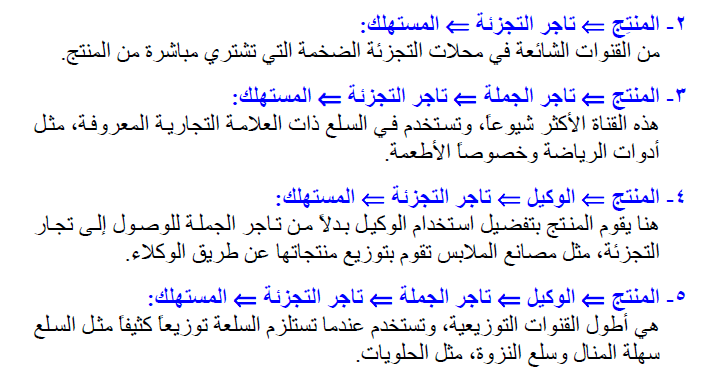 ٢- المنتِج ⇐ تاجر التجزئة ⇐ المستهلك:
من القنوات الشائعة في محلات التجزئة الضخمة التي تشتري مباشرة من المنتج.
٣- المنتج ⇐ تاجر الجملة ⇐ تاجر التجزئة ⇐ المستهلك:
هذه القناة الأكثر شيوعاً، وتستخدم في السلع ذات العلامة التجارية المعروفة، مثل
أدوات الرياضة وخصوصاً الأطعمة.
٤- المنتج ⇐ الوكيل ⇐ تاجر التجزئة ⇐ المستهلك:
هنا يقوم المنتج بتفضيل استخدام الوكيل بدلاً من تاجر الجملة للوصول إلى تجار
التجزئة، مثل مصانع الملابس تقوم بتوزيع منتجاتها عن طريق الوكلاء.
٥- المنتج ⇐ الوكيل ⇐ تاجر الجملة ⇐ تاجر التجزئة ⇐ المستهلك:
هي أطول القنوات التوزيعية، وتستخدم عندما تستلزم السلعة توزيعاً كثيفاً مثل السلع
سهلة المنال وسلع النزوة، مثل الحلويات.